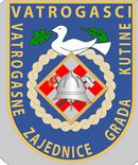 VATROGASCI
VATROGASNE ZAJEDNICE GRADA KUTINE